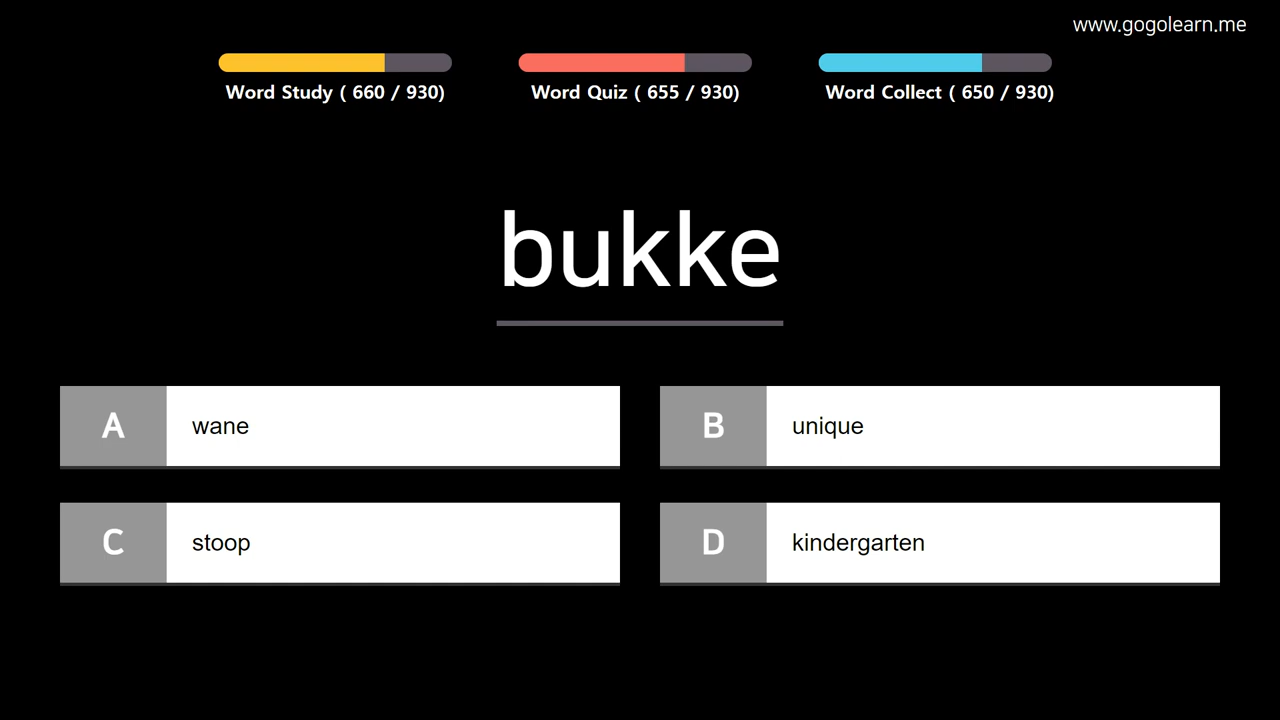 www.gogolearn.me
Word Study ( 660 / 930)
Word Quiz ( 655 / 930)
Word Collect ( 650 / 930)
bukke
A wane
B unique
C stoop
D kindergarten